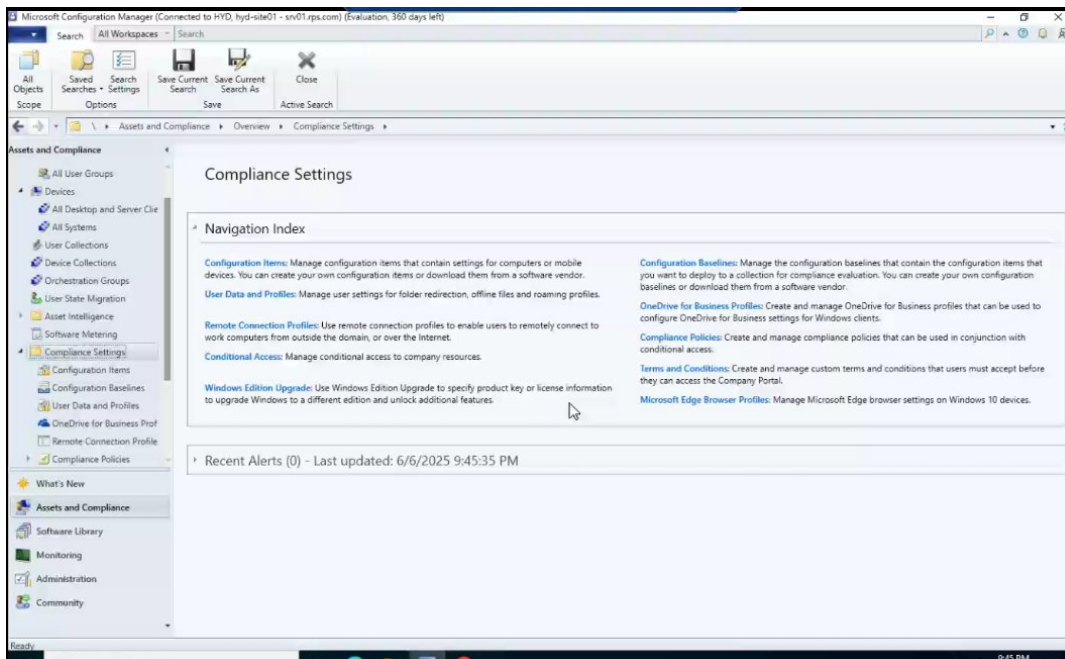 Microsoft Configuration Manager (Connected to HYD, hyd-site01 - srv01.rps.com) (Evaluation, 360 days left)
Search All Workspaces Search
All Objects
Saved Searches
Search Settings
Save Current Search
Save Current Search As
Close
Scope Options Save Active Search
\ Assets and Compliance Overview Compliance Settings
Assets and Compliance
All User Groups
Devices
All Desktop and Server Clie
All Systems
User Collections
Device Collections
Orchestration Groups
User State Migration
Asset Intelligence
Software Metering
Compliance Settings
Configuration Items
Configuration Baselines
User Data and Profiles
OneDrive for Business Prof
Remote Connection Profile
Compliance Policies
What's New
Assets and Compliance
Software Library
Monitoring
Administration
Community
Compliance Settings
Navigation Index
Configuration Items: Manage configuration items that contain settings for computers or mobile
devices. You can create your own configuration items or download them from a software vendor.
User Data and Profiles: Manage user settings for folder redirection, offline files and roaming profiles.
Remote Connection Profiles: Use remote connection profiles to enable users to remotely connect to
work computers from outside the domain, or over the Internet.
Conditional Access: Manage conditional access to company resources.
Windows Edition Upgrade: Use Windows Edition Upgrade to specify product key or license information
to upgrade Windows to a different edition and unlock additional features.
Configuration Baselines: Manage the configuration baselines that contain the configuration items that
you want to deploy to a collection for compliance evaluation. You can create your own configuration
baselines or download them from a software vendor.
OneDrive for Business Profiles: Create and manage OneDrive for Business profiles that can be used to
configure OneDrive for Business settings for Windows clients.
Compliance Policies: Create and manage compliance policies that can be used in conjunction with
conditional access.
Terms and Conditions: Create and manage custom terms and conditions that users must accept before
they can access the Company Portal.
Microsoft Edge Browser Profiles: Manage Microsoft Edge browser settings on Windows 10 devices.
Recent Alerts (0) - Last updated: 6/6/2025 9:45:35 PM
Ready
9:45 PM